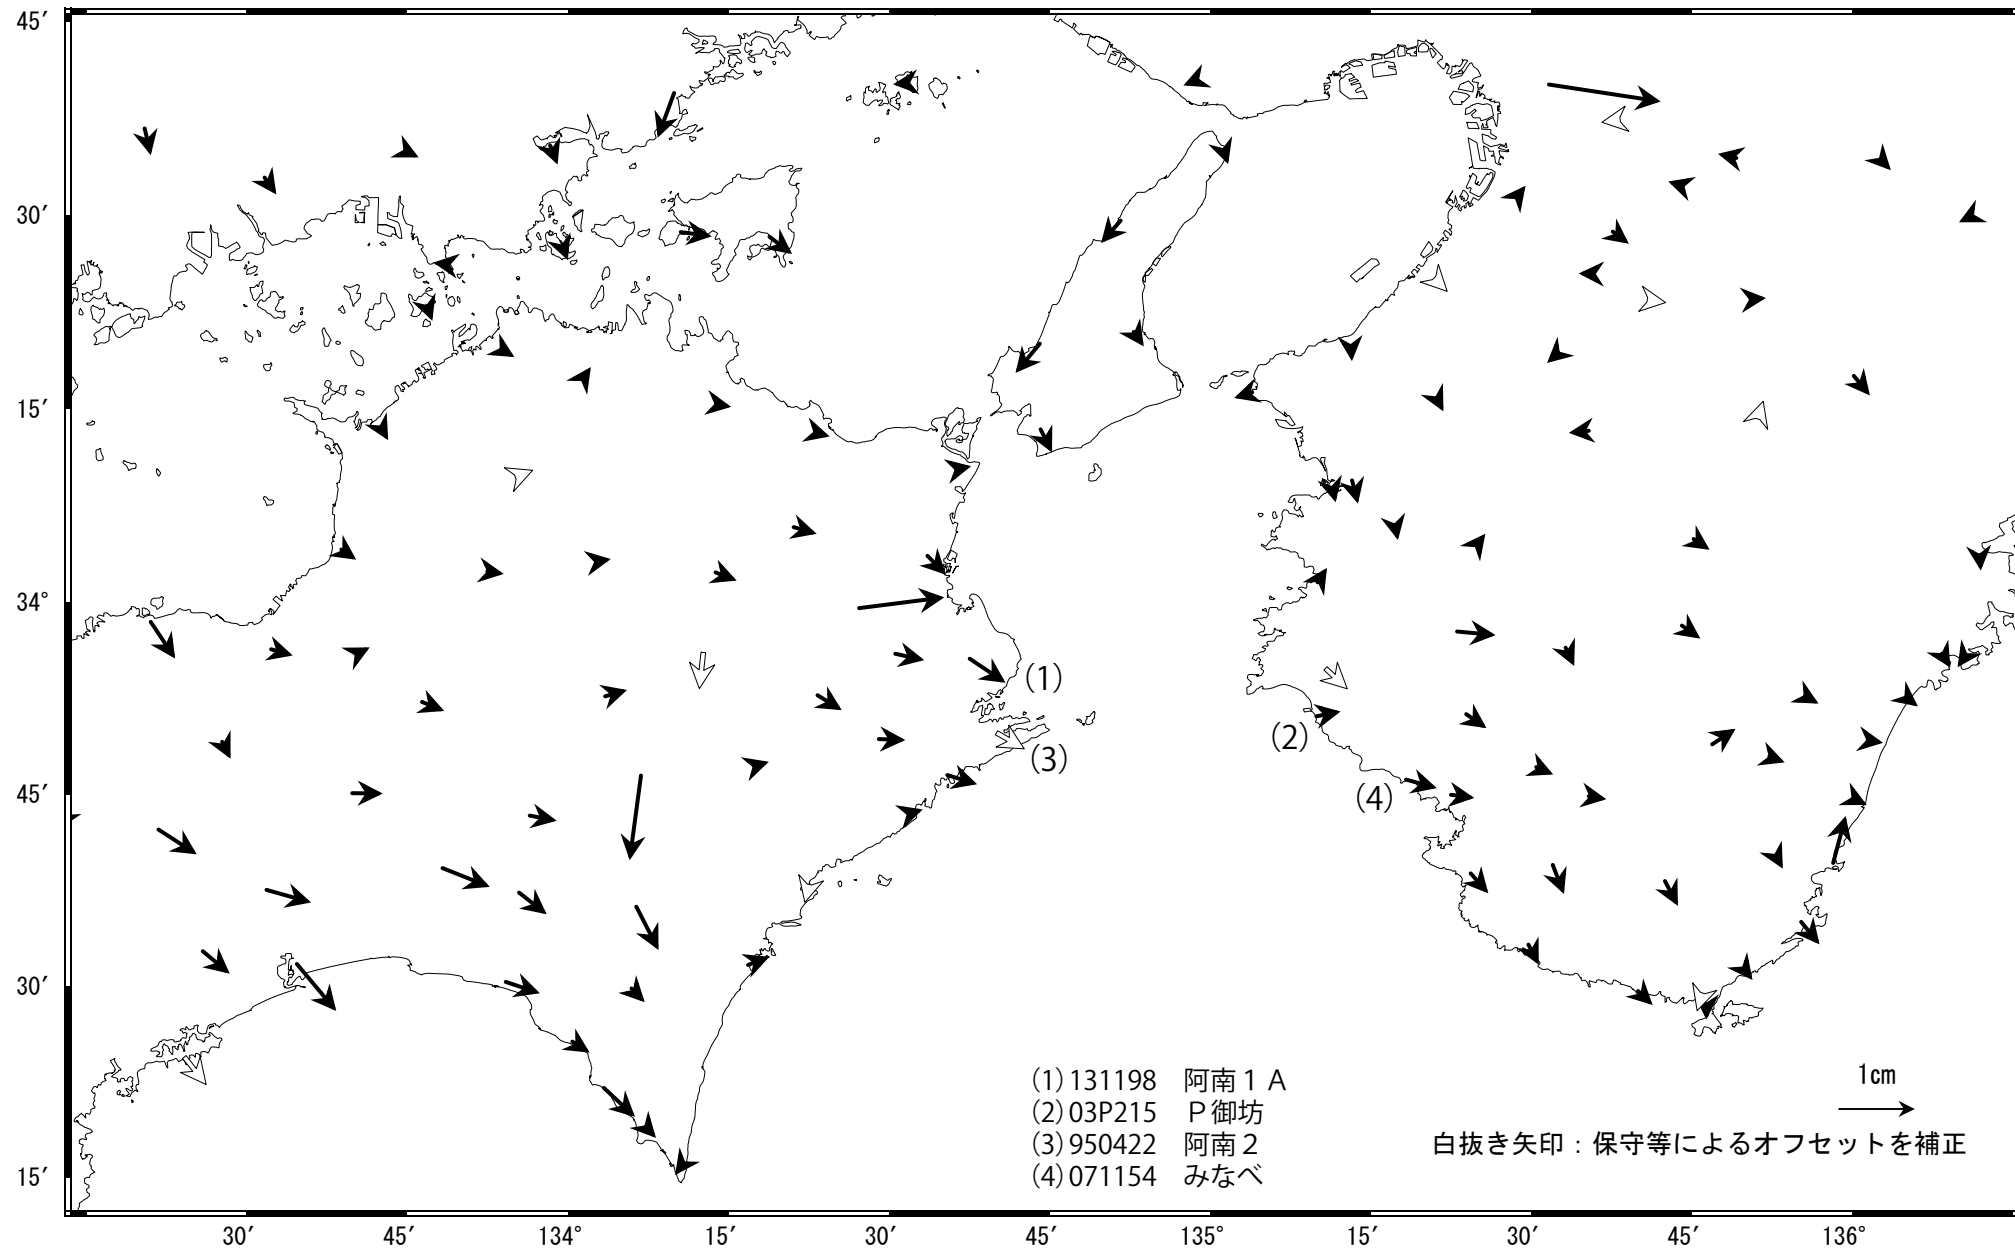 45′
30′
15′
34°
45′
30′
15′
(1)
(2)
(3)
(4)
(1)131198 阿南１Ａ
(2)03P215 Ｐ御坊
(3)950422 阿南２
(4)071154 みなべ
1cm
白抜き矢印：保守等によるオフセットを補正
30′ 45′ 134° 15′ 30′ 45′ 135° 15′ 30′ 45′ 136°